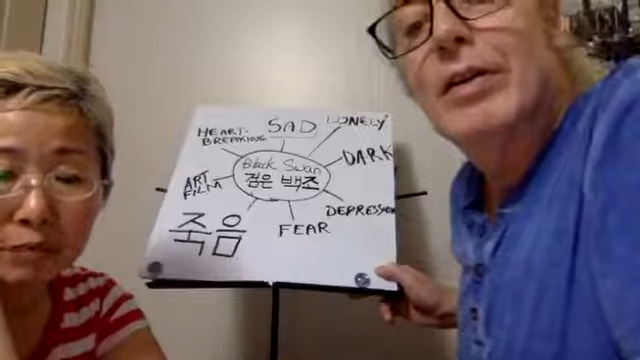 HEART-
BREAKING
SAD
LONELY
Black Swan
검은 백조
DARK
ART
FILM
DEPRESSION
죽음
FEAR